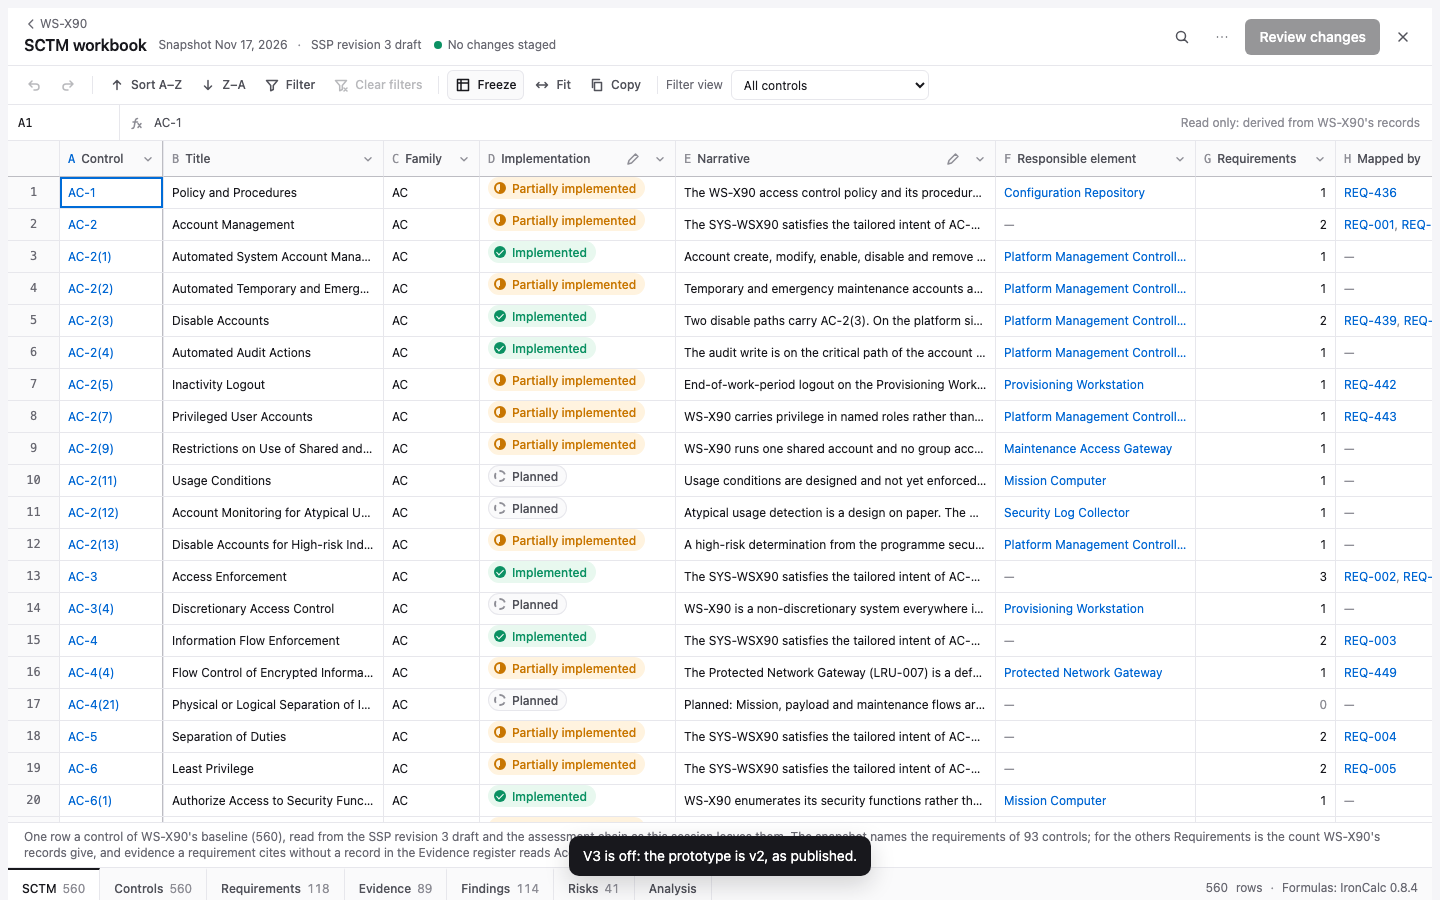 WS-X90
SCTM workbook Snapshot Nov 17, 2026 · SSP revision 3 draft No changes staged
··· Review changes
Sort A–Z Z–A Filter Clear filters Freeze Fit Copy Filter view All controls
A1 fx AC-1 Read only: derived from WS-X90's records
A Control B Title C Family D Implementation E Narrative F Responsible element G Requirements H Mapped by
1 AC-1 Policy and Procedures AC Partially implemented The WS-X90 access control policy and its procedur... Configuration Repository 1 REQ-436
2 AC-2 Account Management AC Partially implemented The SYS-WSX90 satisfies the tailored intent of AC-... — 2 REQ-001, REQ-
3 AC-2(1) Automated System Account Mana... AC Implemented Account create, modify, enable, disable and remove ... Platform Management Controll... 1 —
4 AC-2(2) Automated Temporary and Emerg... AC Partially implemented Temporary and emergency maintenance accounts a... Platform Management Controll... 1 —
5 AC-2(3) Disable Accounts AC Implemented Two disable paths carry AC-2(3). On the platform si... Platform Management Controll... 2 REQ-439, REQ-
6 AC-2(4) Automated Audit Actions AC Implemented The audit write is on the critical path of the account ... Platform Management Controll... 1 —
7 AC-2(5) Inactivity Logout AC Partially implemented End-of-work-period logout on the Provisioning Work... Provisioning Workstation 1 REQ-442
8 AC-2(7) Privileged User Accounts AC Partially implemented WS-X90 carries privilege in named roles rather than... Platform Management Controll... 1 REQ-443
9 AC-2(9) Restrictions on Use of Shared and... AC Partially implemented WS-X90 runs one shared account and no group acc... Maintenance Access Gateway 1 —
10 AC-2(11) Usage Conditions AC Planned Usage conditions are designed and not yet enforced... Mission Computer 1 —
11 AC-2(12) Account Monitoring for Atypical U... AC Planned Atypical usage detection is a design on paper. The ... Security Log Collector 1 —
12 AC-2(13) Disable Accounts for High-risk Ind... AC Partially implemented A high-risk determination from the programme secu... Platform Management Controll... 1 —
13 AC-3 Access Enforcement AC Implemented The SYS-WSX90 satisfies the tailored intent of AC-... — 3 REQ-002, REQ-
14 AC-3(4) Discretionary Access Control AC Planned WS-X90 is a non-discretionary system everywhere i... Provisioning Workstation 1 —
15 AC-4 Information Flow Enforcement AC Implemented The SYS-WSX90 satisfies the tailored intent of AC-... — 2 REQ-003
16 AC-4(4) Flow Control of Encrypted Informa... AC Partially implemented The Protected Network Gateway (LRU-007) is a def... Protected Network Gateway 1 REQ-449
17 AC-4(21) Physical or Logical Separation of I... AC Planned Planned: Mission, payload and maintenance flows ar... — 0 —
18 AC-5 Separation of Duties AC Partially implemented The SYS-WSX90 satisfies the tailored intent of AC-... — 2 REQ-004
19 AC-6 Least Privilege AC Partially implemented The SYS-WSX90 satisfies the tailored intent of AC-... — 2 REQ-005
20 AC-6(1) Authorize Access to Security Func... AC Implemented WS-X90 enumerates its security functions rather th... Mission Computer 1 —
One row a control of WS-X90's baseline (560), read from the SSP revision 3 draft and the assessment chain as this session leaves them. The snapshot names the requirements of 93 controls; for the others Requirements is the count WS-X90's
records give, and evidence a requirement cites without a record in the Evidence register reads
V3 is off: the prototype is v2, as published.
SCTM 560 Controls 560 Requirements 118 Evidence 89 Findings 114 Risks 41 Analysis 560 rows · Formulas: IronCalc 0.8.4